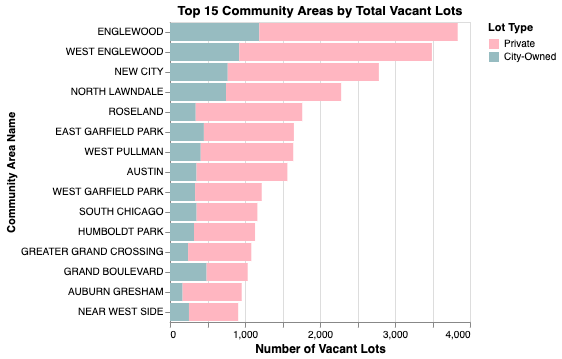 Top 15 Community Areas by Total Vacant Lots
Lot Type
Private
City-Owned
Community Area Name
ENGLEWOOD
WEST ENGLEWOOD
NEW CITY
NORTH LAWNDALE
ROSELAND
EAST GARFIELD PARK
WEST PULLMAN
AUSTIN
WEST GARFIELD PARK
SOUTH CHICAGO
HUMBOLDT PARK
GREATER GRAND CROSSING
GRAND BOULEVARD
AUBURN GRESHAM
NEAR WEST SIDE
0 1,000 2,000 3,000 4,000
Number of Vacant Lots